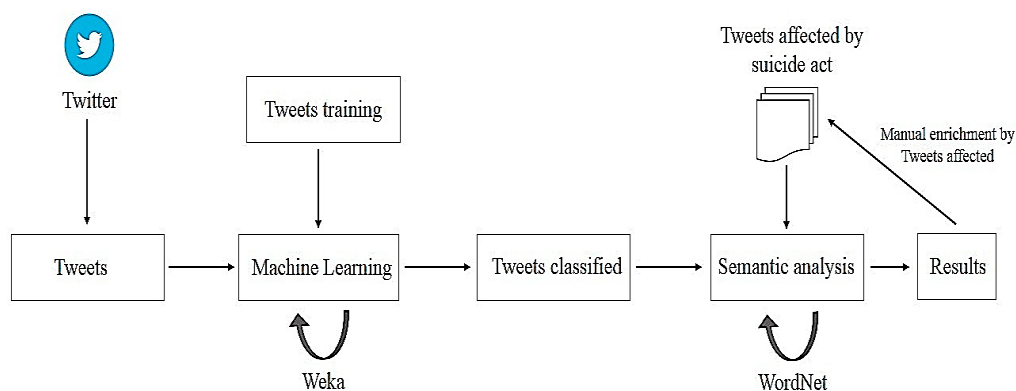 Twitter
Tweets training
Tweets affected by
suicide act
Manual enrichment by
Tweets affected
Tweets
Machine Learning
Tweets classified
Semantic analysis
Results
Weka
WordNet